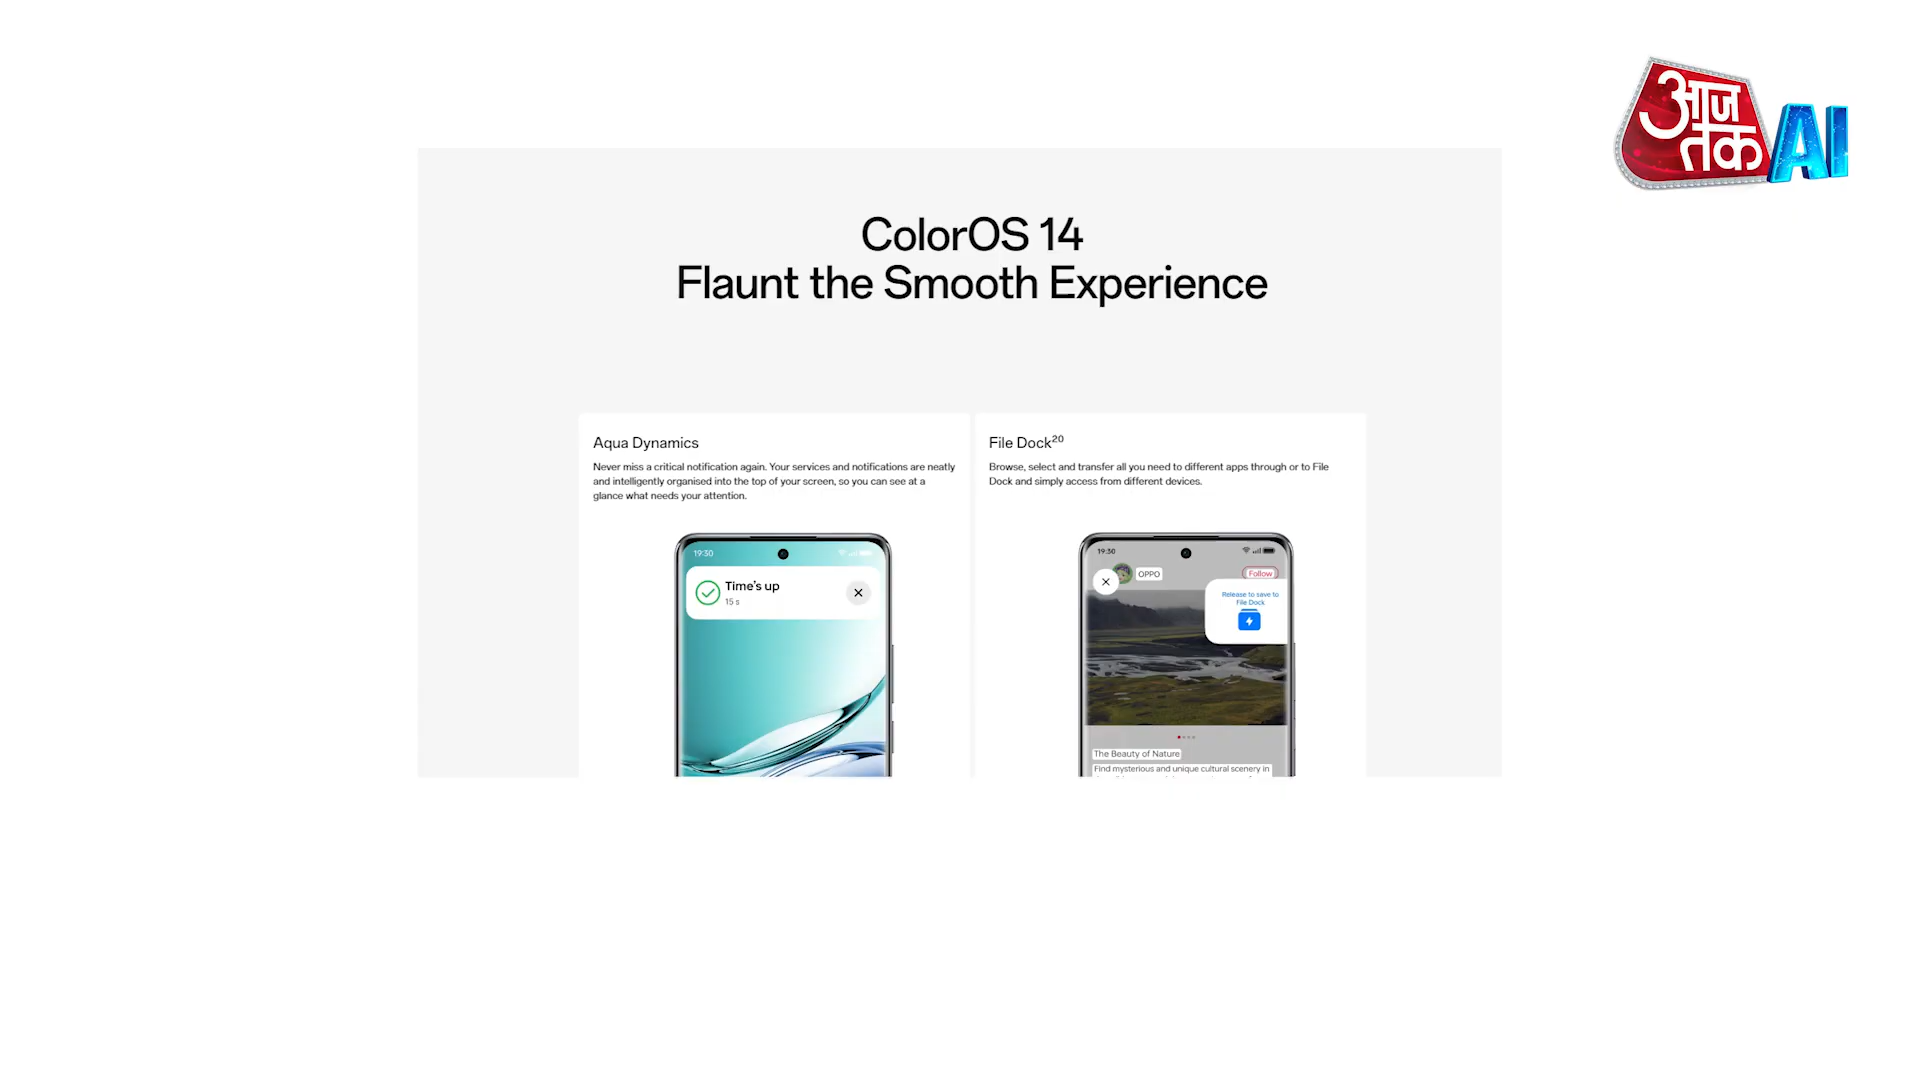 आज
तक
AI
ColorOS 14
Flaunt the Smooth Experience
Aqua Dynamics
Never miss a critical notification again. Your services and notifications are neatly
and intelligently organised into the top of your screen, so you can see at a
glance what needs your attention.
19:30
Time's up
15 s
File Dock20
Browse, select and transfer all you need to different apps through or to File
Dock and simply access from different devices.
19:30
OPPO
Follow
Release to save to
File Dock
The Beauty of Nature
Find mysterious and unique cultural scenery in